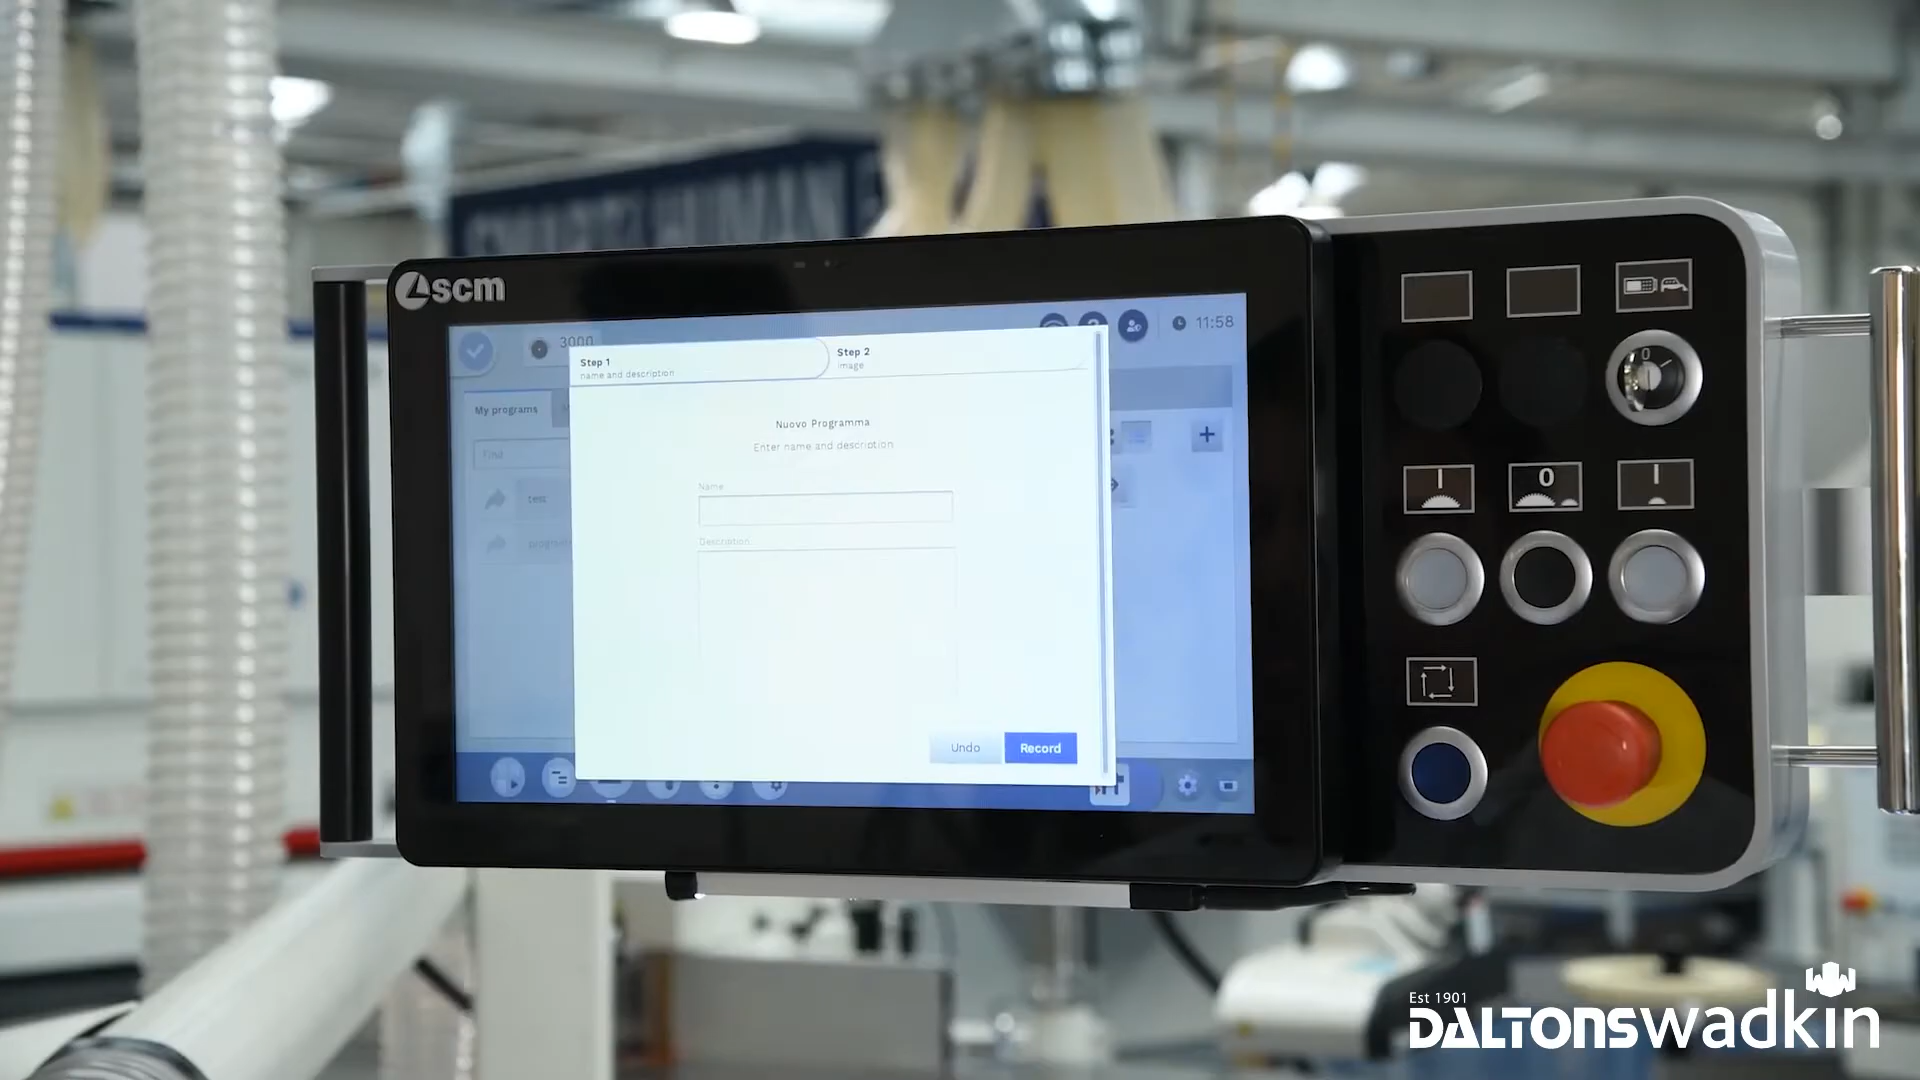 HUMAN
scm
3000
11:58
Step 1
name and description
Step 2
image
My programs
Find
test
Nuovo Programma
Enter name and description
Name
Description
Undo
Record
0
I
0
I
Est 1901
DALTONSwadkin